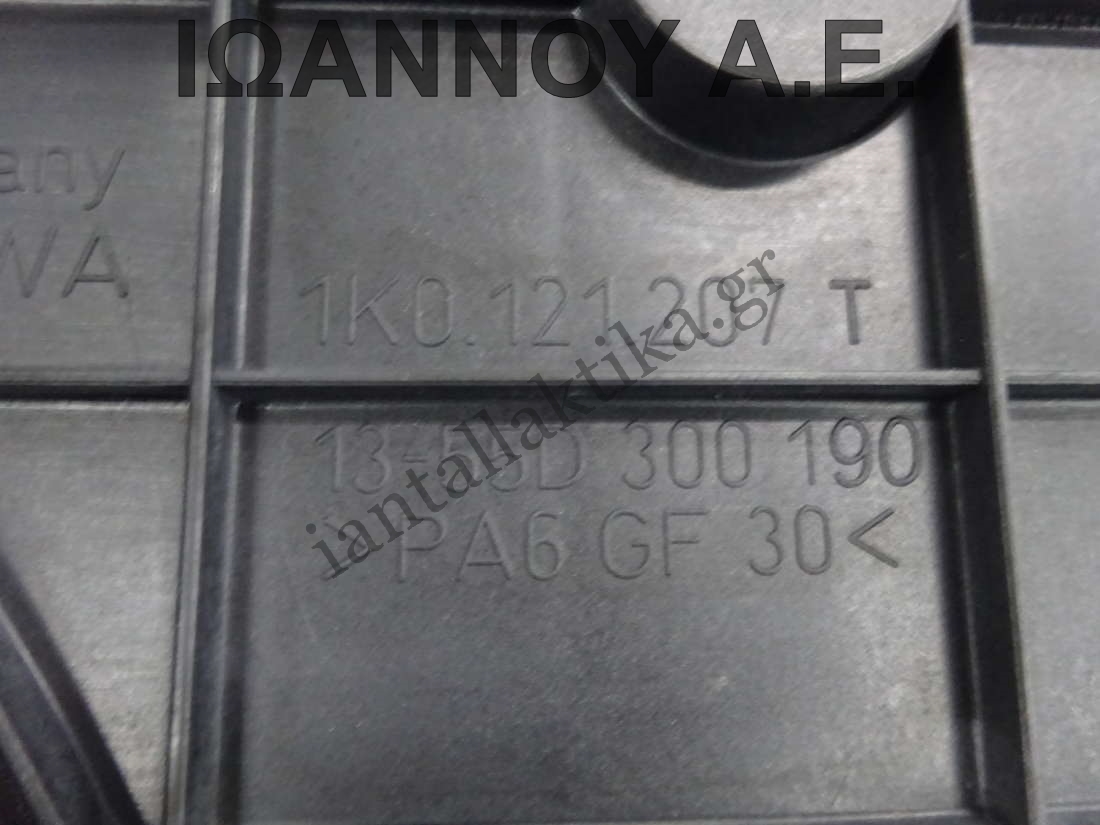 ΙΩΑΝΝΟΥ Α.Ε.
any
WA
1K0.121.207 T
300 190
PA6 GF 30<
iantallaktika.gr